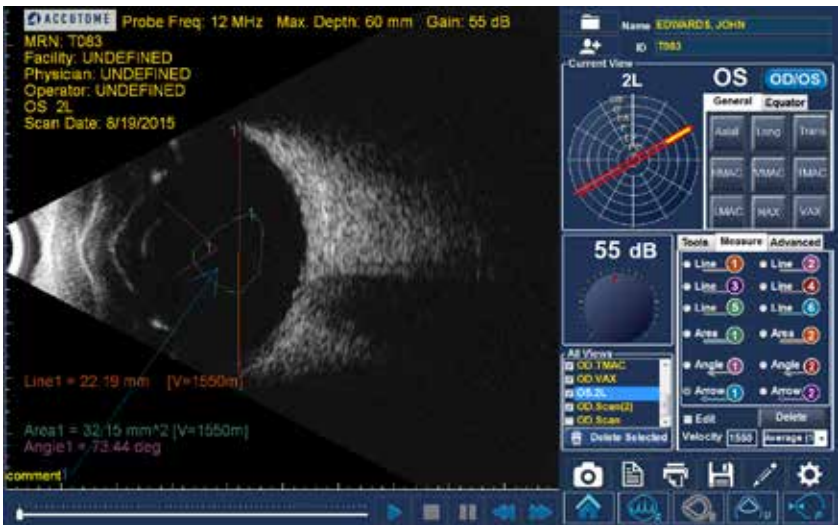 ACCUTOME Probe Freq: 12 MHz Max. Depth: 60 mm Gain: 55 dB
MRN: T083
Facility: UNDEFINED
Physician: UNDEFINED
Operator: UNDEFINED
OS 2L
Scan Date: 8/19/2015
Line1 = 22.19 mm [V=1550m]
Area1 = 32.15 mm^2 [V=1550m]
Angle1 = 73.44 deg
comment
Name EDWARDS, JOHN
ID T083
Current View
2L OS OD/OS
General Equator
Axial Long Trans
HMAC VMAC TMAC
LMAC HAX VAX
55 dB
Tools Measure Advanced
Line 1 Line 2
Line 3 Line 4
Line 5 Line 6
Area 1 Area 2
Angle 1 Angle 2
Arrow 1 Arrow 2
Edit Delete
Velocity 1550 Average
All Views
OD.TMAC
OD.VAX
OS.2L
OD.Scan(2)
OD.Scan
Delete Selected